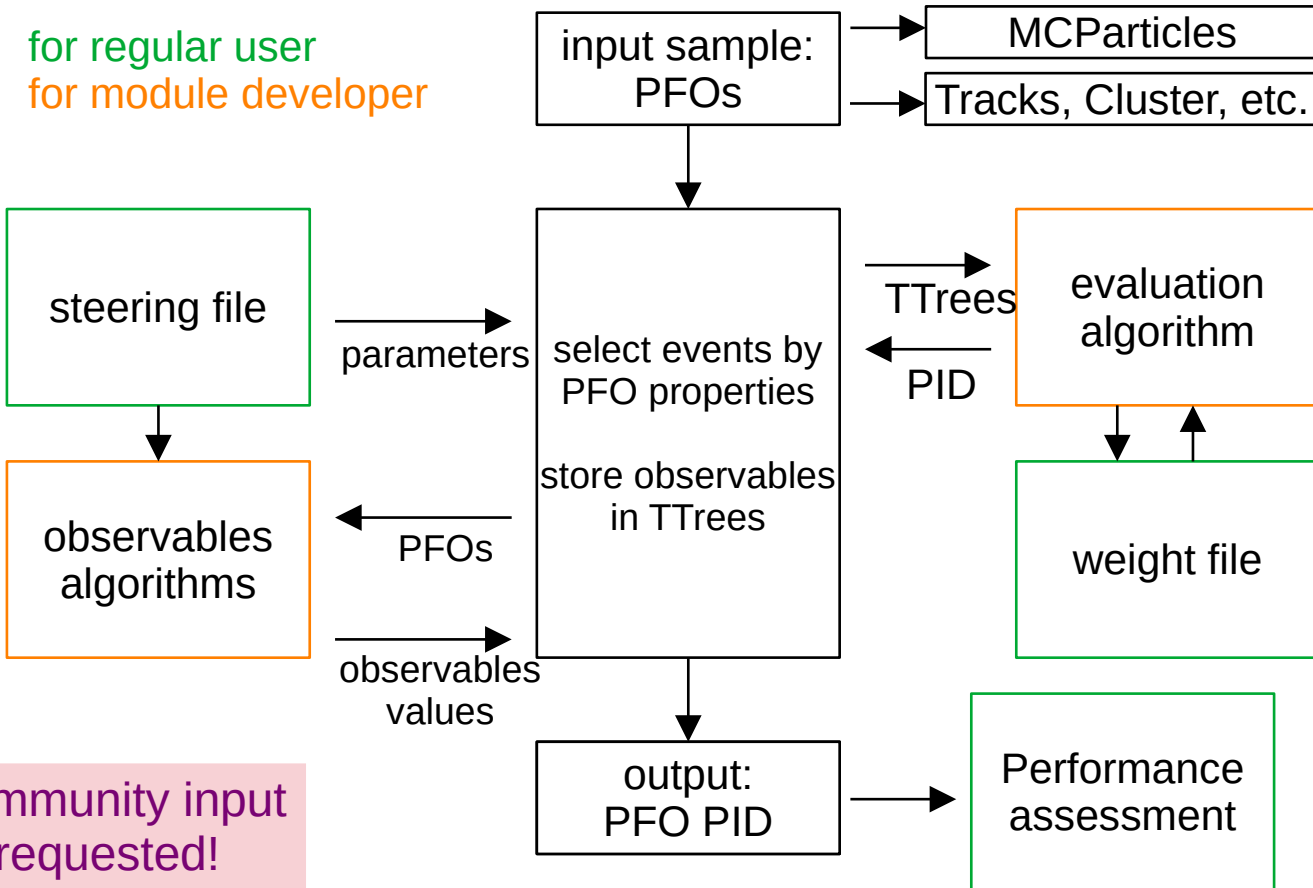 for regular user
for module developer
input sample:
PFOs
MCParticles
Tracks, Cluster, etc.
steering file
parameters
select events by
PFO properties
store observables
in TTrees
TTrees
PID
evaluation
algorithm
observables
algorithms
PFOs
observables
values
weight file
output:
PFO PID
Performance
assessment
mmunity input
requested!